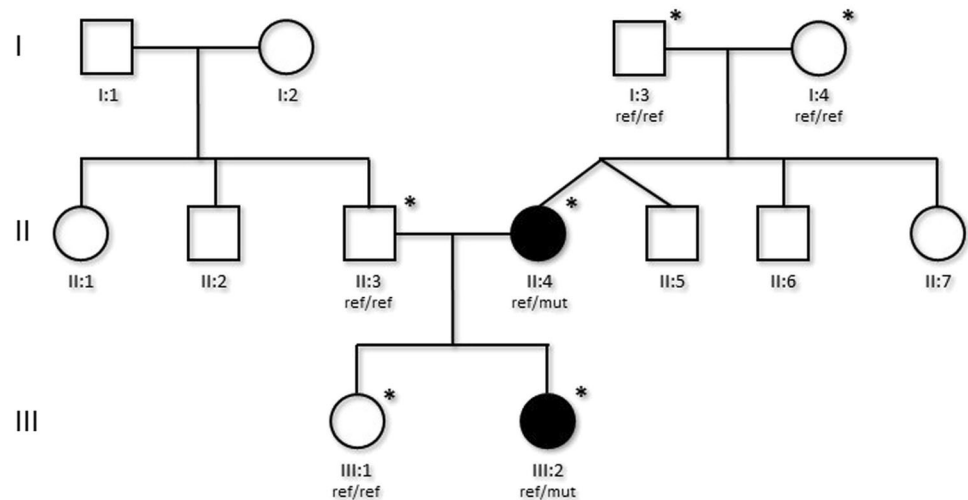 I
* *
I:1 I:2 I:3 I:4
ref/ref ref/ref
II
* *
II:1 II:2 II:3 II:4 II:5 II:6 II:7
ref/ref ref/mut
III
* *
III:1 III:2
ref/ref ref/mut